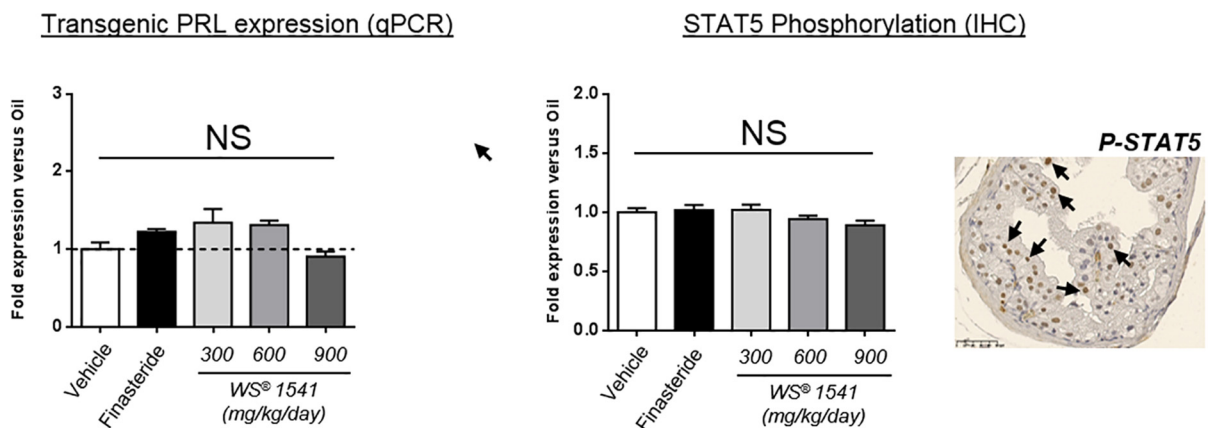 Transgenic PRL expression (qPCR)
Fold expression versus Oil
3
2
1
0
NS
Vehicle
Finasteride
300
600
900
WS® 1541
(mg/kg/day)
STAT5 Phosphorylation (IHC)
Fold expression versus Oil
2.0
1.5
1.0
0.5
0.0
NS
Vehicle
Finasteride
300
600
900
WS® 1541
(mg/kg/day)
P-STAT5